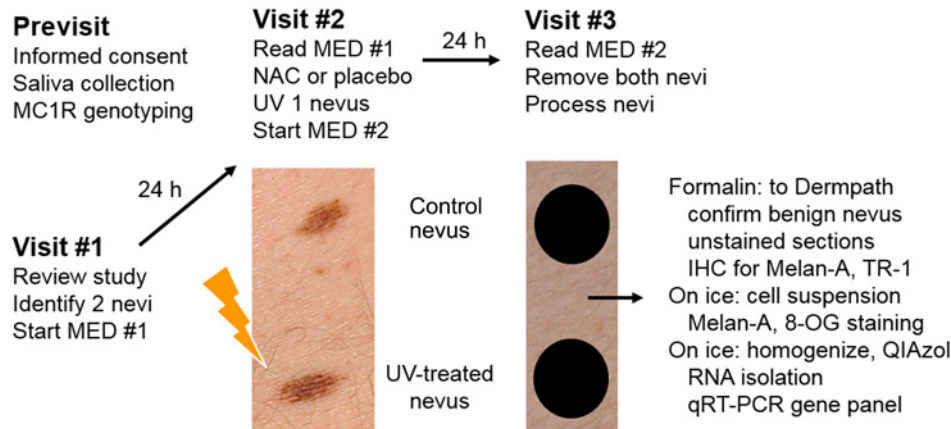 Previsit
Informed consent
Saliva collection
MC1R genotyping
24 h
Visit #1
Review study
Identify 2 nevi
Start MED #1
Visit #2
Read MED #1
NAC or placebo
UV 1 nevus
Start MED #2
24 h
Visit #3
Read MED #2
Remove both nevi
Process nevi
Control
nevus
UV-treated
nevus
Formalin: to Dermpath
confirm benign nevus
unstained sections
IHC for Melan-A, TR-1
On ice: cell suspension
Melan-A, 8-OG staining
On ice: homogenize, QIAzol
RNA isolation
qRT-PCR gene panel